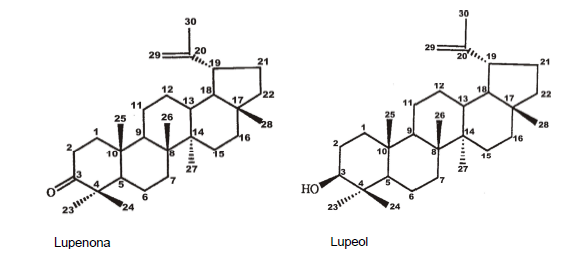 30
29 20 19 21
12 18 22
11 13 17
25 26 28
1 9 14 16
2 10 8 15
27
3 5 7
O 4 6
23 24
Lupenona
30
29 20 19 21
12 18 22
11 13 17
25 26 28
1 9 14 16
2 10 8 15
27
3 5 7
HO 4 6
23 24
Lupeol